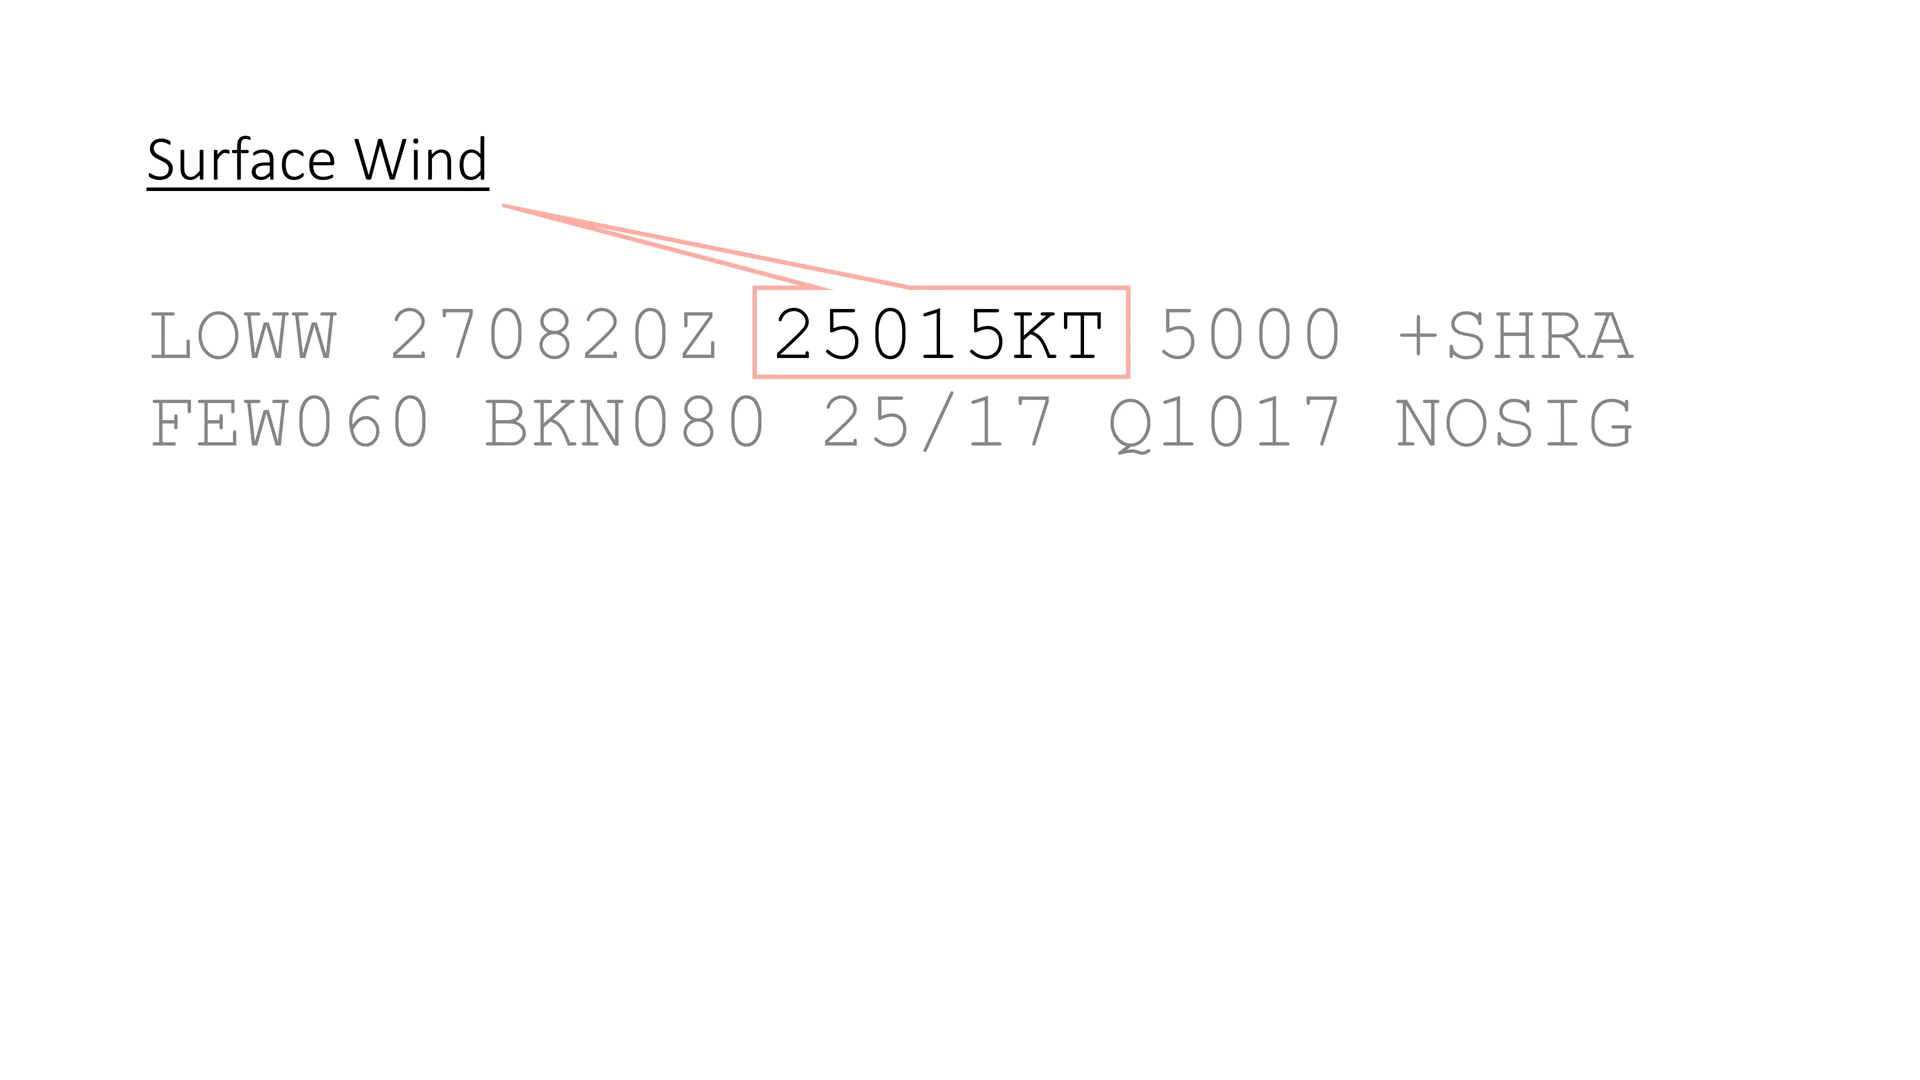 Surface Wind
LOWW 270820Z 25015KT 5000 +SHRA
FEW060 BKN080 25/17 Q1017 NOSIG